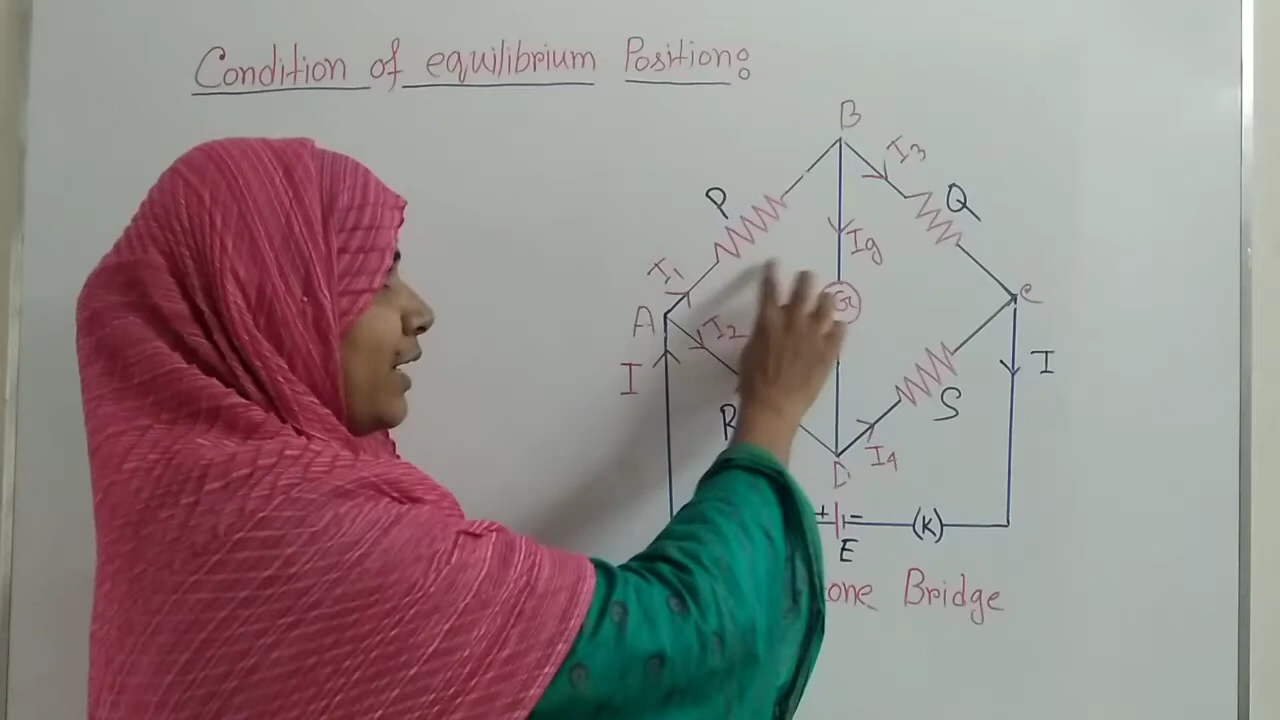 Condition of equilibrium Position:
B
I3
P
Q
Ig
I1
G
C
A
I2
I
I
R
S
I4
D
+ -
(K)
E
one Bridge